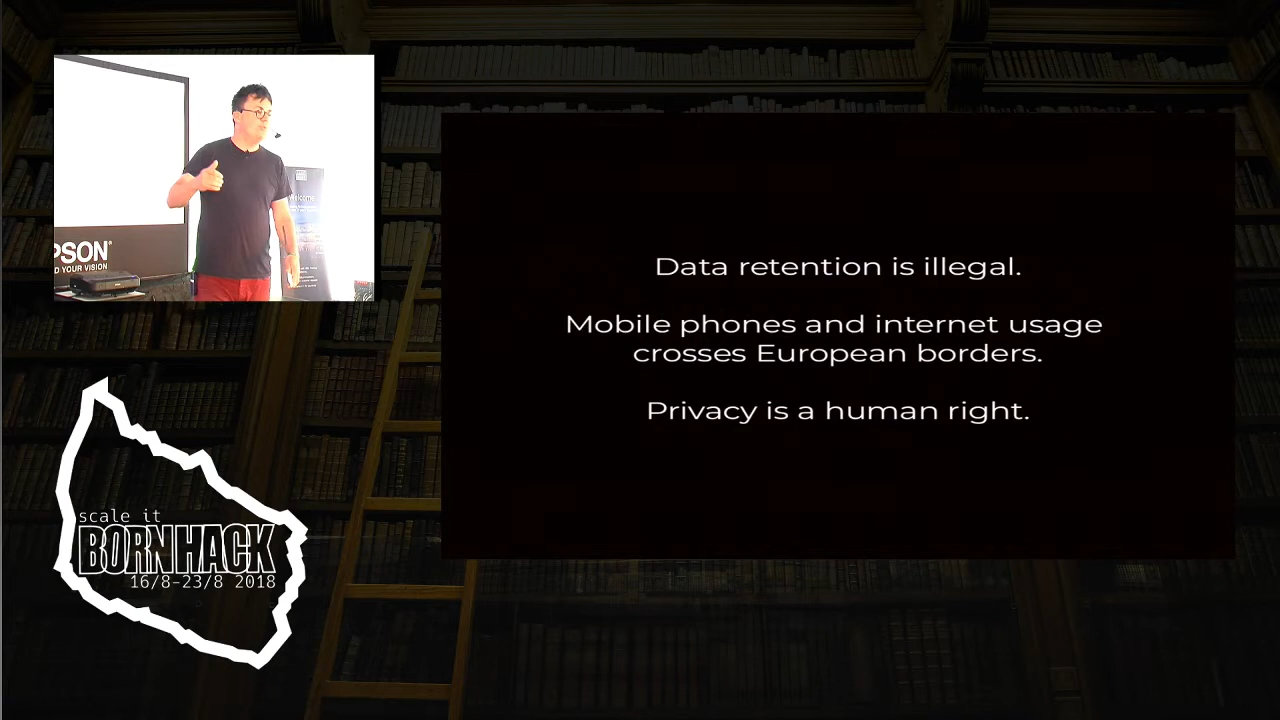 PSON
D YOUR VISION
Welcome
Data retention is illegal.
Mobile phones and internet usage
crosses European borders.
Privacy is a human right.
scale it
BORNHACK
16/8-23/8 2018